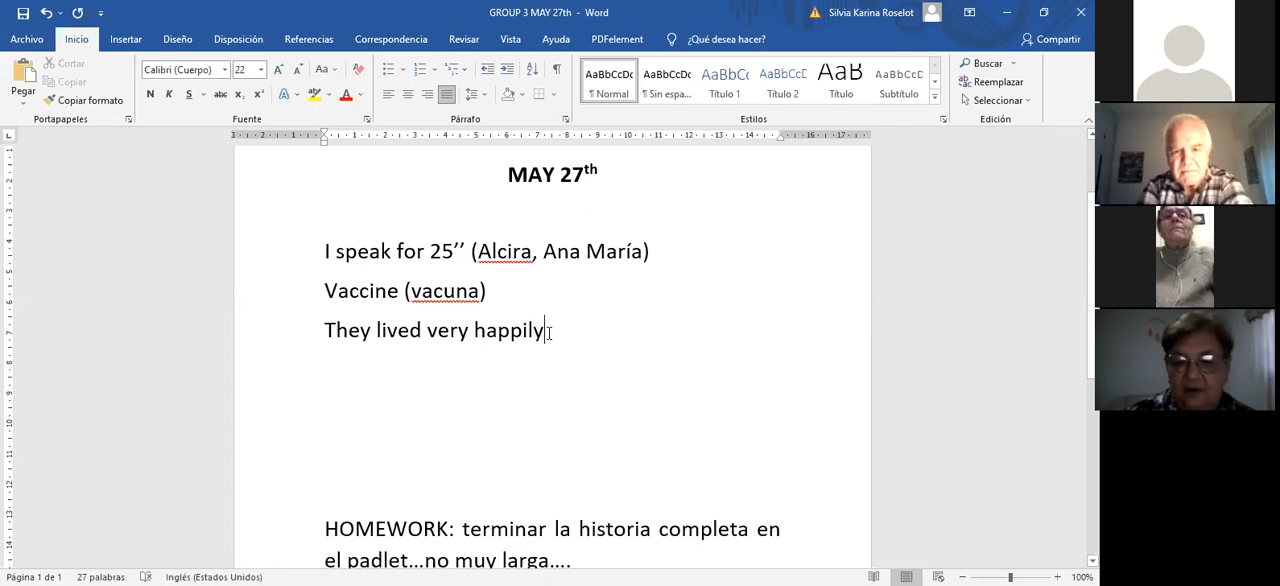 GROUP 3 MAY 27th - Word
Silvia Karina Roselot
Archivo Inicio Insertar Diseño Disposición Referencias Correspondencia Revisar Vista Ayuda PDFelement ¿Qué desea hacer? Compartir
Pegar
Cortar
Copiar
Copiar formato
Portapapeles
Calibri (Cuerpo) 22
Fuente
Párrafo
AaBbCcDc AaBbCcDc AaBbCc AaBbCcD AaB AaBbCcD
¶ Normal ¶ Sin espa... Título 1 Título 2 Título Subtítulo
Estilos
Buscar
Reemplazar
Seleccionar
Edición
MAY 27th
I speak for 25’’ (Alcira, Ana María)
Vaccine (vacuna)
They lived very happily
HOMEWORK: terminar la historia completa en
el padlet…no muy larga….
Página 1 de 1 27 palabras Inglés (Estados Unidos) 100%